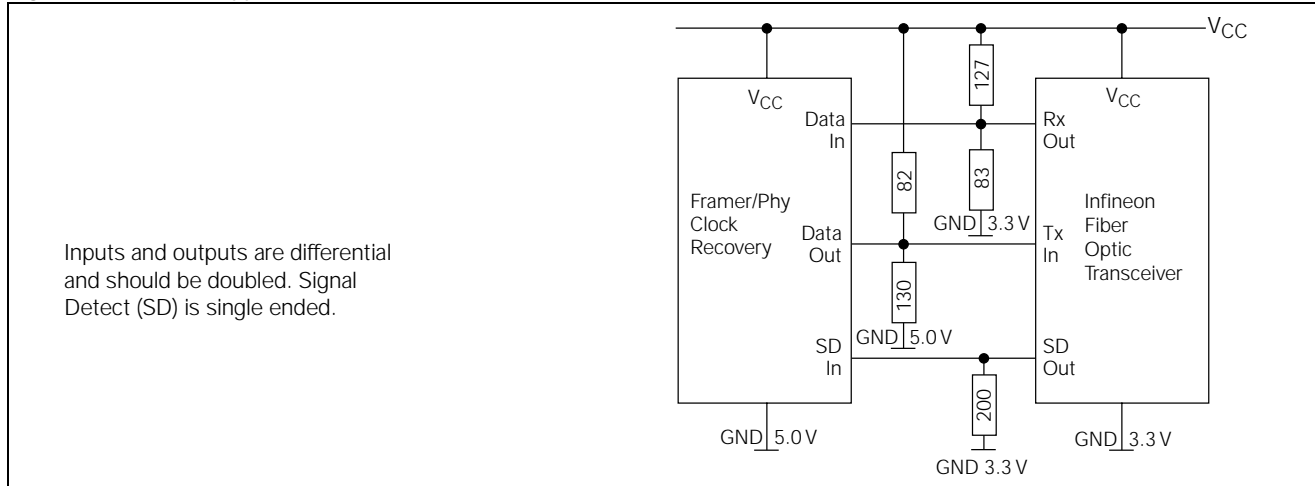 Inputs and outputs are differential
and should be doubled. Signal
Detect (SD) is single ended.
VCC
VCC
VCC
127
Data
In
Rx
Out
82
83
Framer/Phy
Clock
Recovery
GND 3.3 V
Infineon
Fiber
Optic
Transceiver
Data
Out
Tx
In
130
GND 5.0 V
SD
In
SD
Out
200
GND 5.0 V
GND 3.3 V
GND 3.3 V